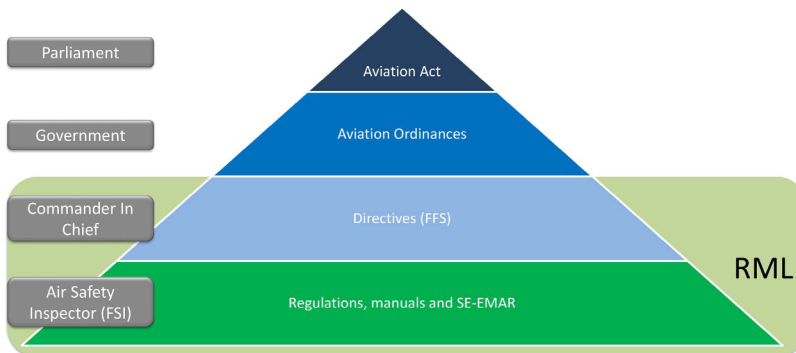 Parliament
Aviation Act
Government
Aviation Ordinances
Commander In
Chief
Directives (FFS)
RML
Air Safety
Inspector (FSI)
Regulations, manuals and SE-EMAR